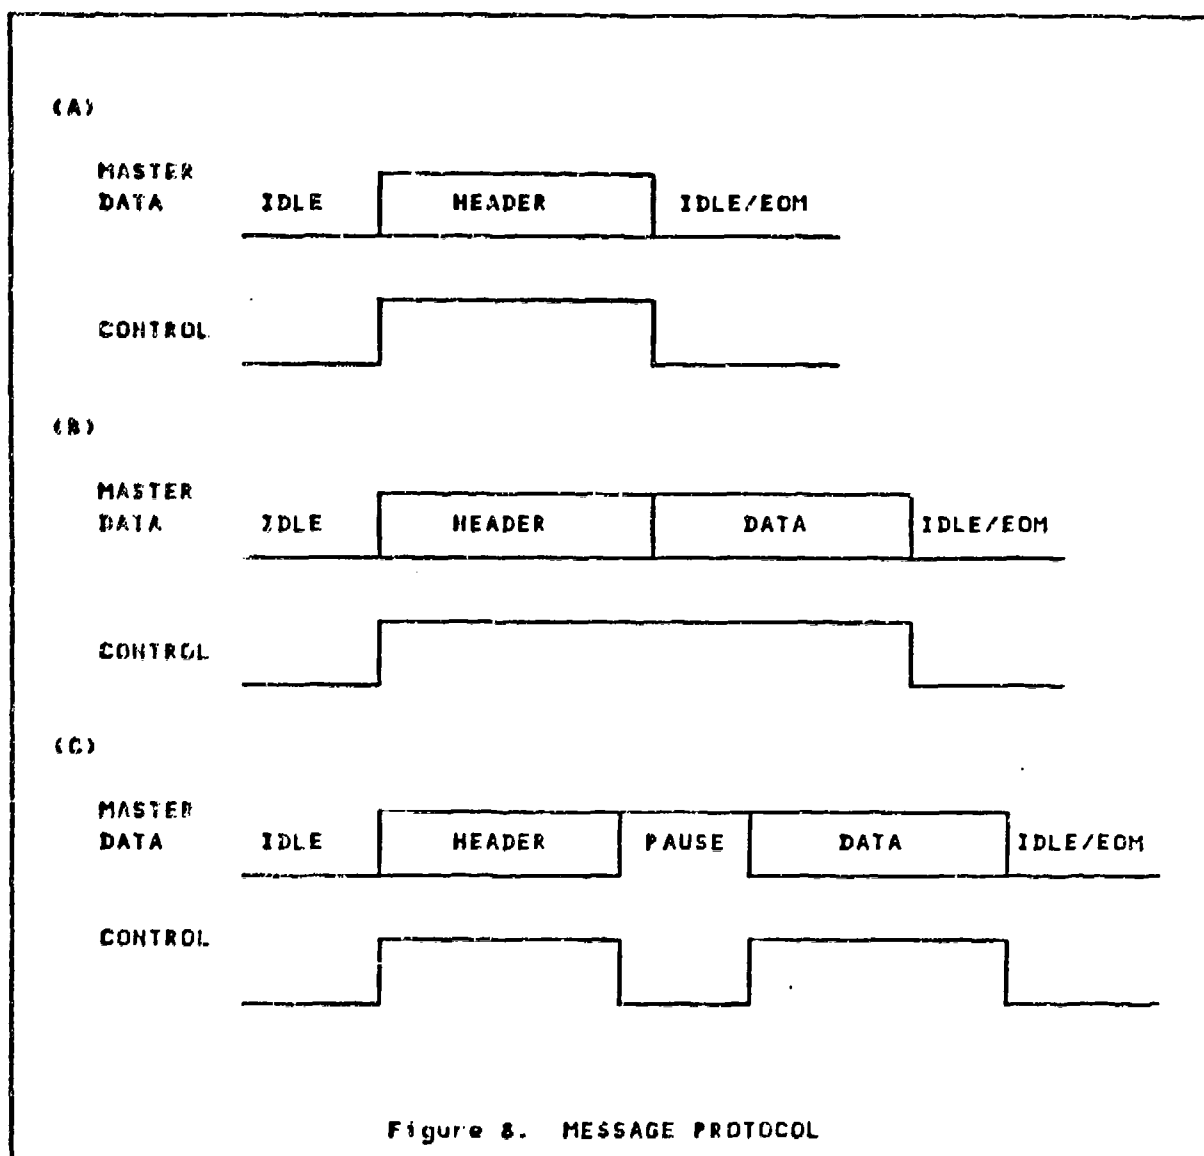 (A)
MASTER
DATA IDLE HEADER IDLE/EOM
CONTROL
(B)
MASTER
DATA IDLE HEADER DATA IDLE/EOM
CONTROL
(C)
MASTER
DATA IDLE HEADER PAUSE DATA IDLE/EOM
CONTROL
Figure 8. MESSAGE PROTOCOL